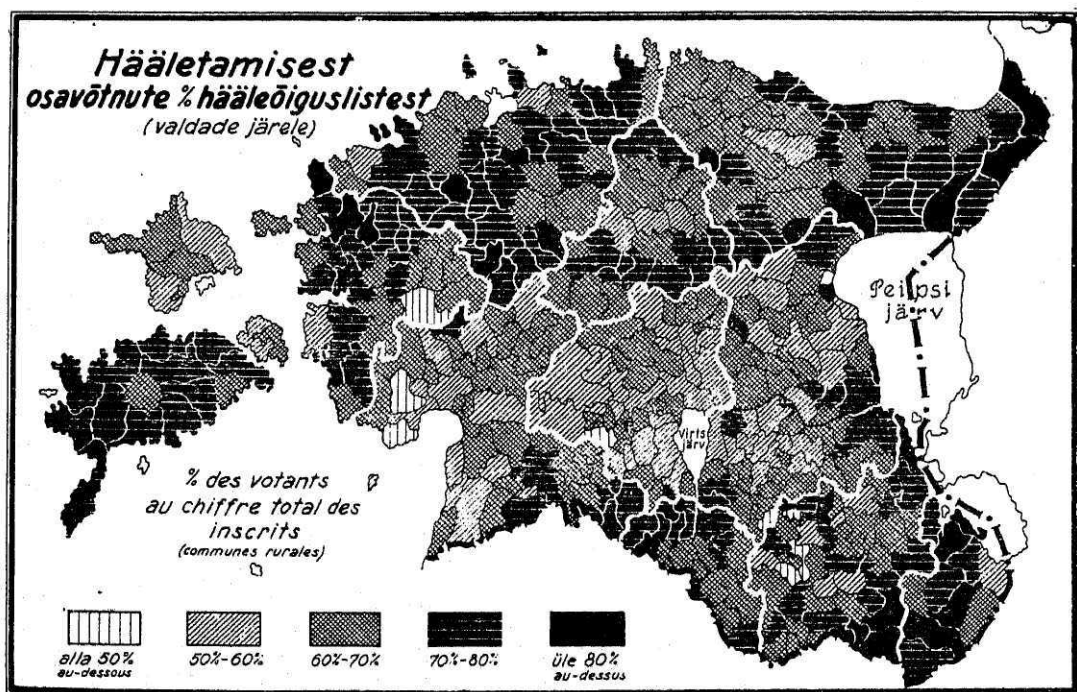 Hääletamisest
osavõtnute % hääleõiguslistest
(valdade järele)
Peipsi
järv
Virts
järv
% des votants
au chiffre total des
inscrits
(communes rurales)
alla 50%
au-dessous
50%-60%
60%-70%
70%-80%
üle 80%
au-dessus